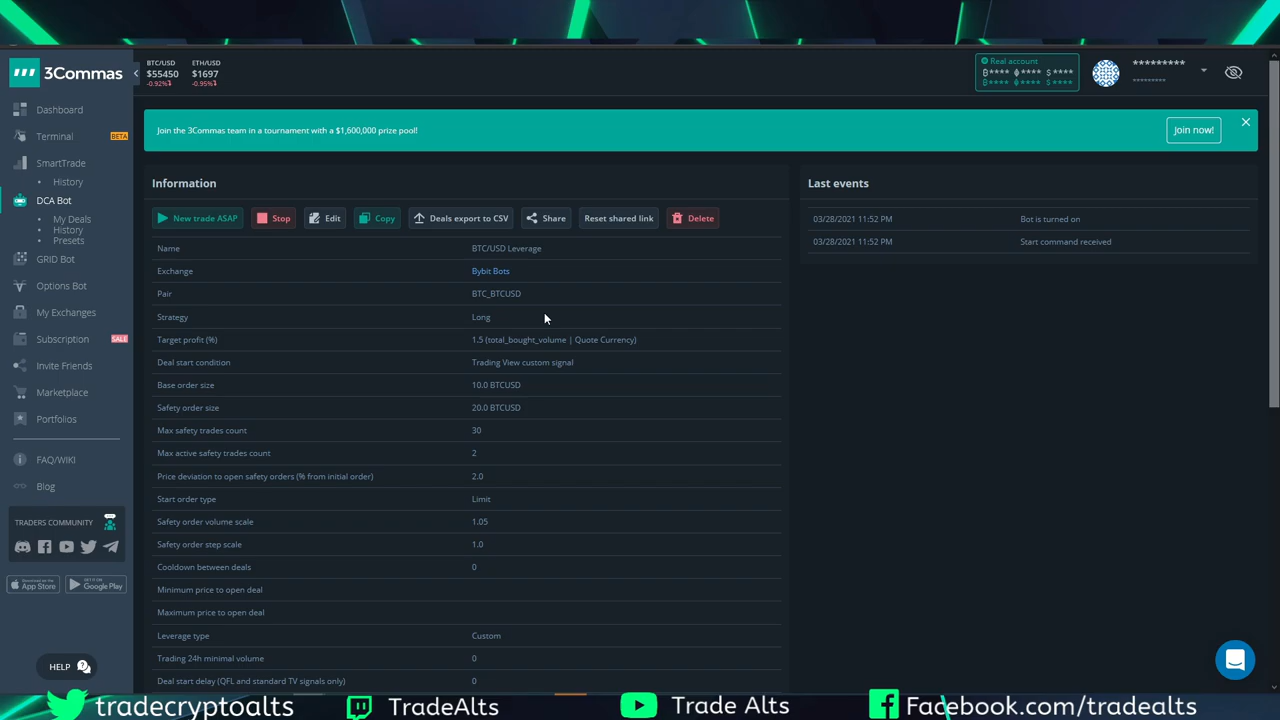 3Commas
BTC/USD
$55450
-0.92%
ETH/USD
$1697
-0.95%
Real account
₿**** ⧫**** $****
₿**** ⧫**** $****
*********
*********
Dashboard
Terminal
BETA
SmartTrade
History
DCA Bot
My Deals
History
Presets
GRID Bot
Options Bot
My Exchanges
Subscription
SALE
Invite Friends
Marketplace
Portfolios
FAQ/WIKI
Blog
TRADERS COMMUNITY
Download on the
App Store
GET IT ON
Google Play
HELP
Join the 3Commas team in a tournament with a $1,600,000 prize pool!
Join now!
Information
New trade ASAP
Stop
Edit
Copy
Deals export to CSV
Share
Reset shared link
Delete
Name BTC/USD Leverage
Exchange Bybit Bots
Pair BTC_BTCUSD
Strategy Long
Target profit (%) 1.5 (total_bought_volume | Quote Currency)
Deal start condition Trading View custom signal
Base order size 10.0 BTCUSD
Safety order size 20.0 BTCUSD
Max safety trades count 30
Max active safety trades count 2
Price deviation to open safety orders (% from initial order) 2.0
Start order type Limit
Safety order volume scale 1.05
Safety order step scale 1.0
Cooldown between deals 0
Minimum price to open deal
Maximum price to open deal
Leverage type Custom
Trading 24h minimal volume 0
Deal start delay (QFL and standard TV signals only) 0
Last events
03/28/2021 11:52 PM Bot is turned on
03/28/2021 11:52 PM Start command received
tradecryptoalts
TradeAlts
Trade Alts
Facebook.com/tradealts